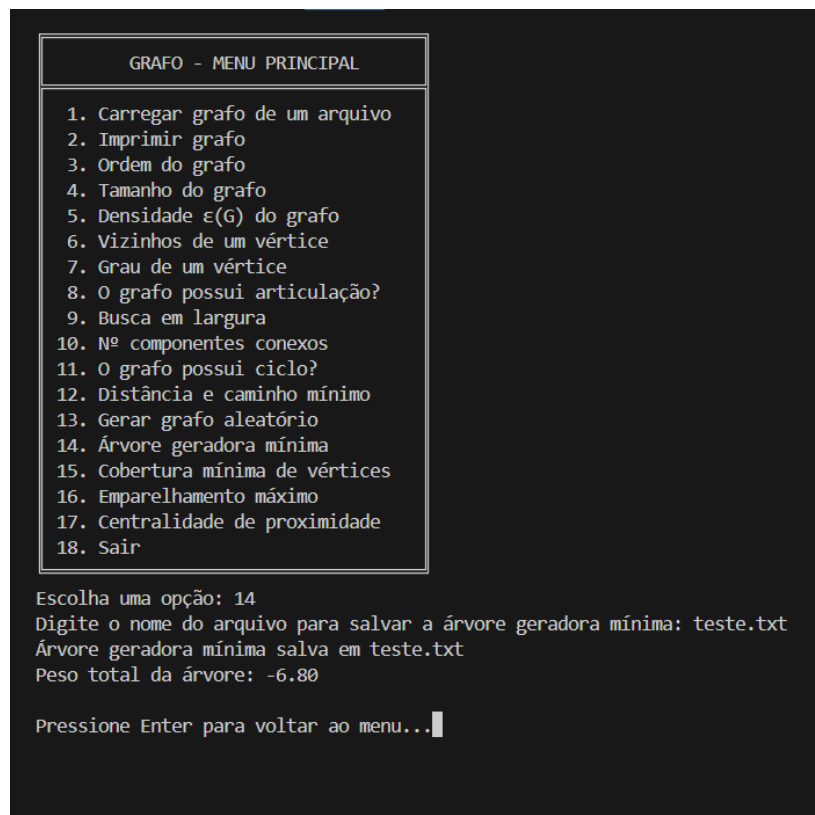 GRAFO - MENU PRINCIPAL
1. Carregar grafo de um arquivo
2. Imprimir grafo
3. Ordem do grafo
4. Tamanho do grafo
5. Densidade ε(G) do grafo
6. Vizinhos de um vértice
7. Grau de um vértice
8. O grafo possui articulação?
9. Busca em largura
10. Nº componentes conexos
11. O grafo possui ciclo?
12. Distância e caminho mínimo
13. Gerar grafo aleatório
14. Árvore geradora mínima
15. Cobertura mínima de vértices
16. Emparelhamento máximo
17. Centralidade de proximidade
18. Sair
Escolha uma opção: 14
Digite o nome do arquivo para salvar a árvore geradora mínima: teste.txt
Árvore geradora mínima salva em teste.txt
Peso total da árvore: -6.80
Pressione Enter para voltar ao menu...